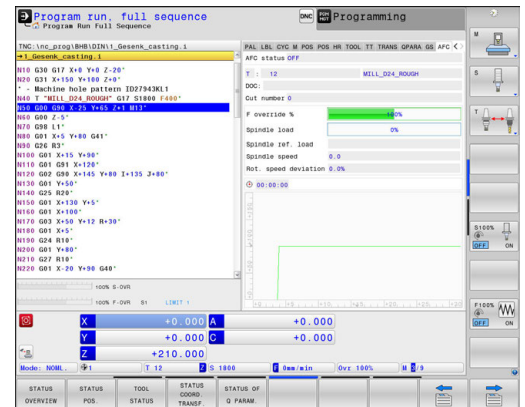 Program run, full sequence
Program Run Full Sequence
DNC
Programming
TNC:\nc_prog\BHB\DIN\1_Gesenk_casting.i
→1_Gesenk_casting.i
N10 G30 G17 X+0 Y+0 Z-20*
N20 G31 X+150 Y+100 Z+0*
* - Machine hole pattern ID27943KL1
N40 T "MILL_D24_ROUGH" G17 S1800 F400*
N50 G00 G90 X-25 Y+65 Z+1 M13*
N60 G00 Z-5*
N70 G98 L1*
N80 G01 X+5 Y+80 G41*
N90 G26 R3*
N100 G01 X+15 Y+90*
N110 G01 G91 X+120*
N120 G02 G90 X+145 Y+80 I+135 J+80*
N130 G01 Y+50*
N140 G25 R20*
N150 G01 X+130 Y+5*
N160 G01 X+100*
N170 G03 X+50 Y+12 R+30*
N180 G01 X+5*
N190 G24 R10*
N200 G01 Y+80*
N210 G27 R10*
N220 G01 X-20 Y+90 G40*
100% S-OVR
100% F-OVR S1 LIMIT 1
PAL LBL CYC M POS POS HR TOOL TT TRANS QPARA GS AFC
AFC status OFF
T : 12 MILL_D24_ROUGH
DOC:
Cut number 0
F override % 100%
Spindle load 0%
Spindle ref. load
Spindle speed 0.0
Rot. speed deviation 0.0%
00:00:00
X +0.000 A +0.000
Y +0.000 C +0.000
Z +210.000
Mode: NOML. 1 T 12 Z S 1800 F 0mm/min Ovr 100% M 5/9
STATUS OVERVIEW
STATUS POS.
TOOL STATUS
STATUS COORD. TRANSF.
STATUS OF Q PARAM.
M
S
T
S100%
OFF ON
F100%
OFF ON